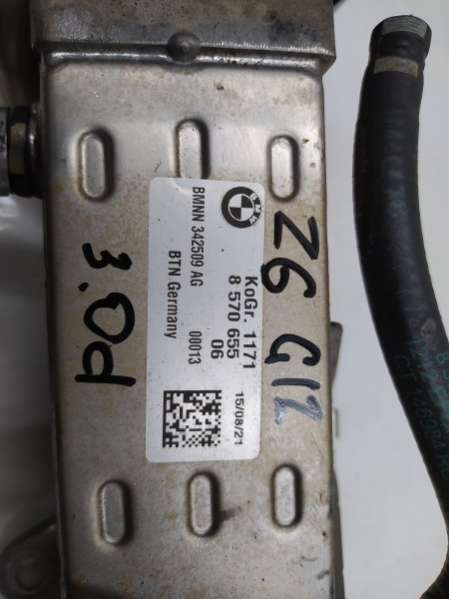 BMW
KoGr. 1171
8 570 655
06
15/08/21
BMNN 342509 AG
00013
BTN Germany
Z6 G12
3.0d